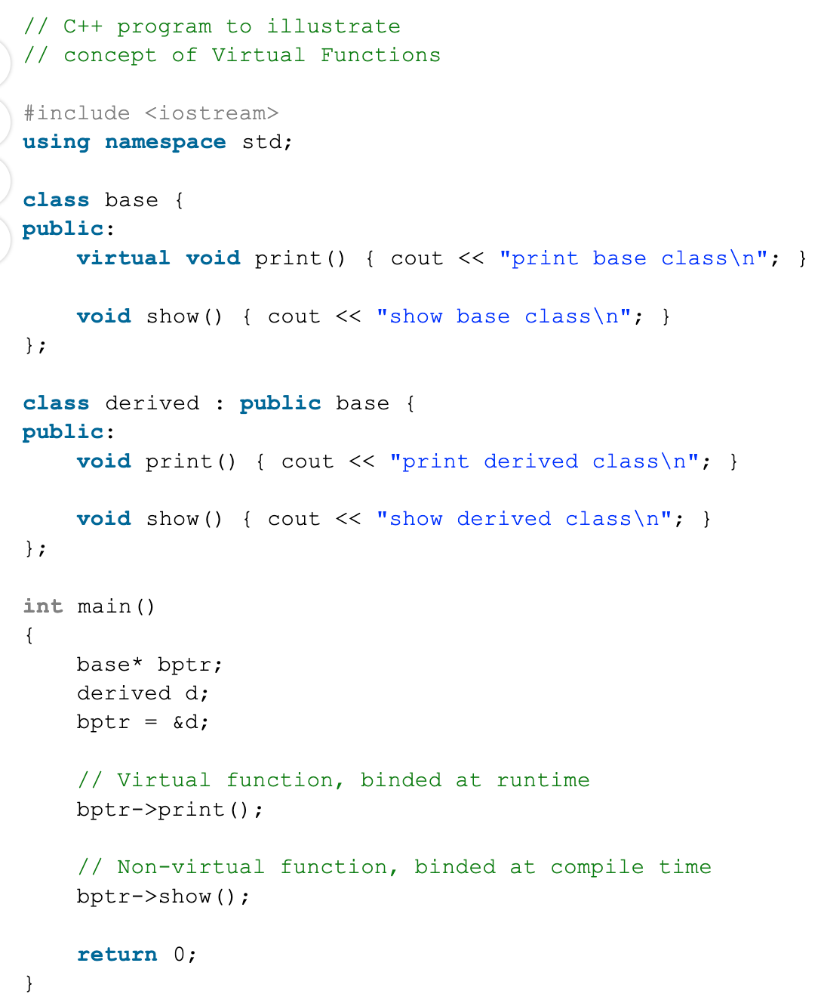 // C++ program to illustrate
// concept of Virtual Functions
#include <iostream>
using namespace std;
class base {
public:
    virtual void print() { cout << "print base class\n"; }
    void show() { cout << "show base class\n"; }
};
class derived : public base {
public:
    void print() { cout << "print derived class\n"; }
    void show() { cout << "show derived class\n"; }
};
int main()
{
    base* bptr;
    derived d;
    bptr = &d;
    // Virtual function, binded at runtime
    bptr->print();
    // Non-virtual function, binded at compile time
    bptr->show();
    return 0;
}